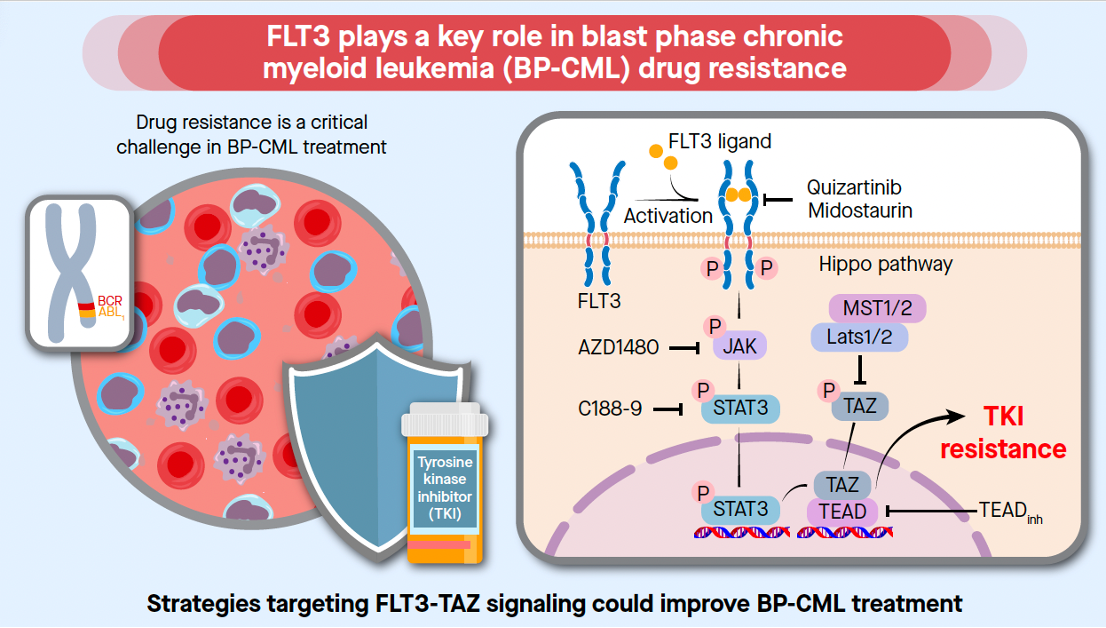 FLT3 plays a key role in blast phase chronic
myeloid leukemia (BP-CML) drug resistance
Drug resistance is a critical
challenge in BP-CML treatment
BCR
ABL1
Tyrosine
kinase
inhibitor
(TKI)
FLT3 ligand
Activation
Quizartinib
Midostaurin
FLT3
P
P
Hippo pathway
MST1/2
Lats1/2
P
JAK
AZD1480
P
STAT3
C188-9
P
TAZ
TKI
resistance
P
STAT3
TAZ
TEAD
TEADinh
Strategies targeting FLT3-TAZ signaling could improve BP-CML treatment